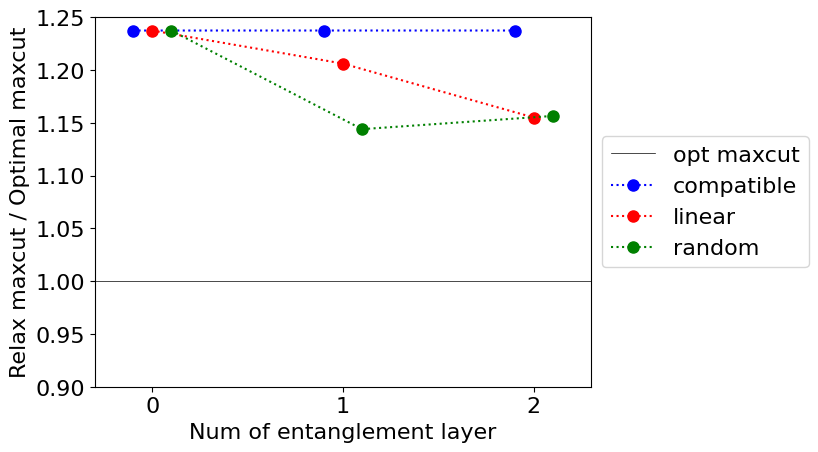 Relax maxcut / Optimal maxcut
1.25
1.20
1.15
1.10
1.05
1.00
0.95
0.90
0
1
2
Num of entanglement layer
opt maxcut
compatible
linear
random